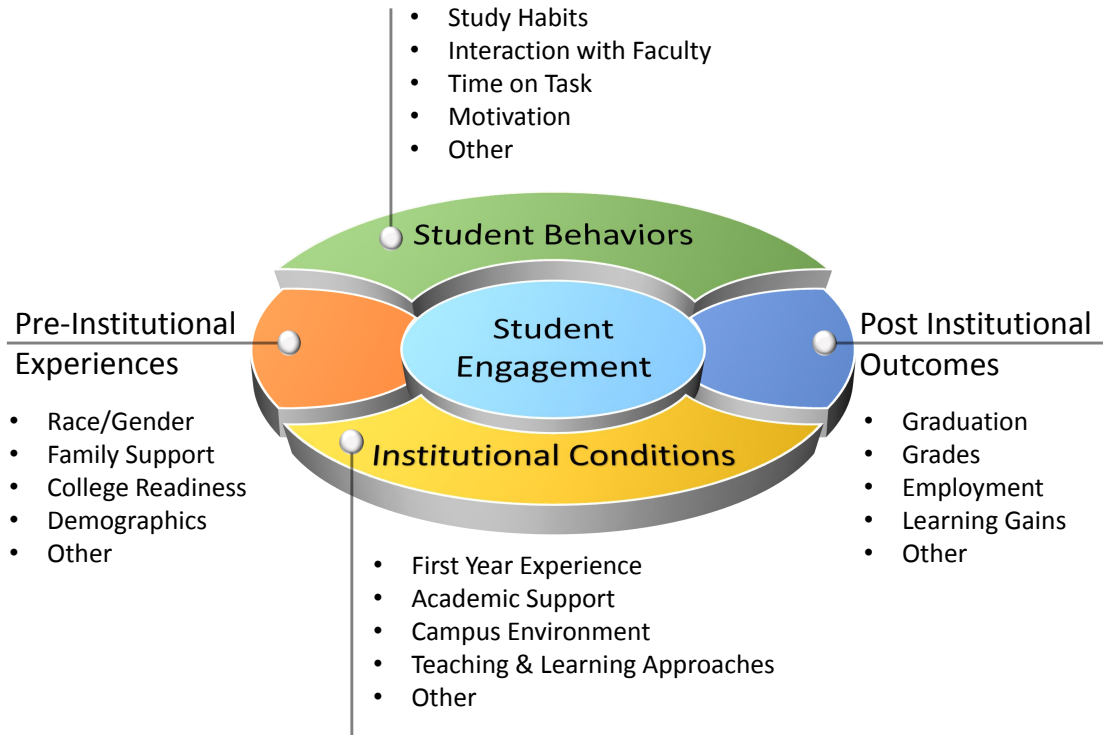 • Study Habits
• Interaction with Faculty
• Time on Task
• Motivation
• Other
Student Behaviors
Pre-Institutional
Experiences
• Race/Gender
• Family Support
• College Readiness
• Demographics
• Other
Student
Engagement
Post Institutional
Outcomes
• Graduation
• Grades
• Employment
• Learning Gains
• Other
Institutional Conditions
• First Year Experience
• Academic Support
• Campus Environment
• Teaching & Learning Approaches
• Other